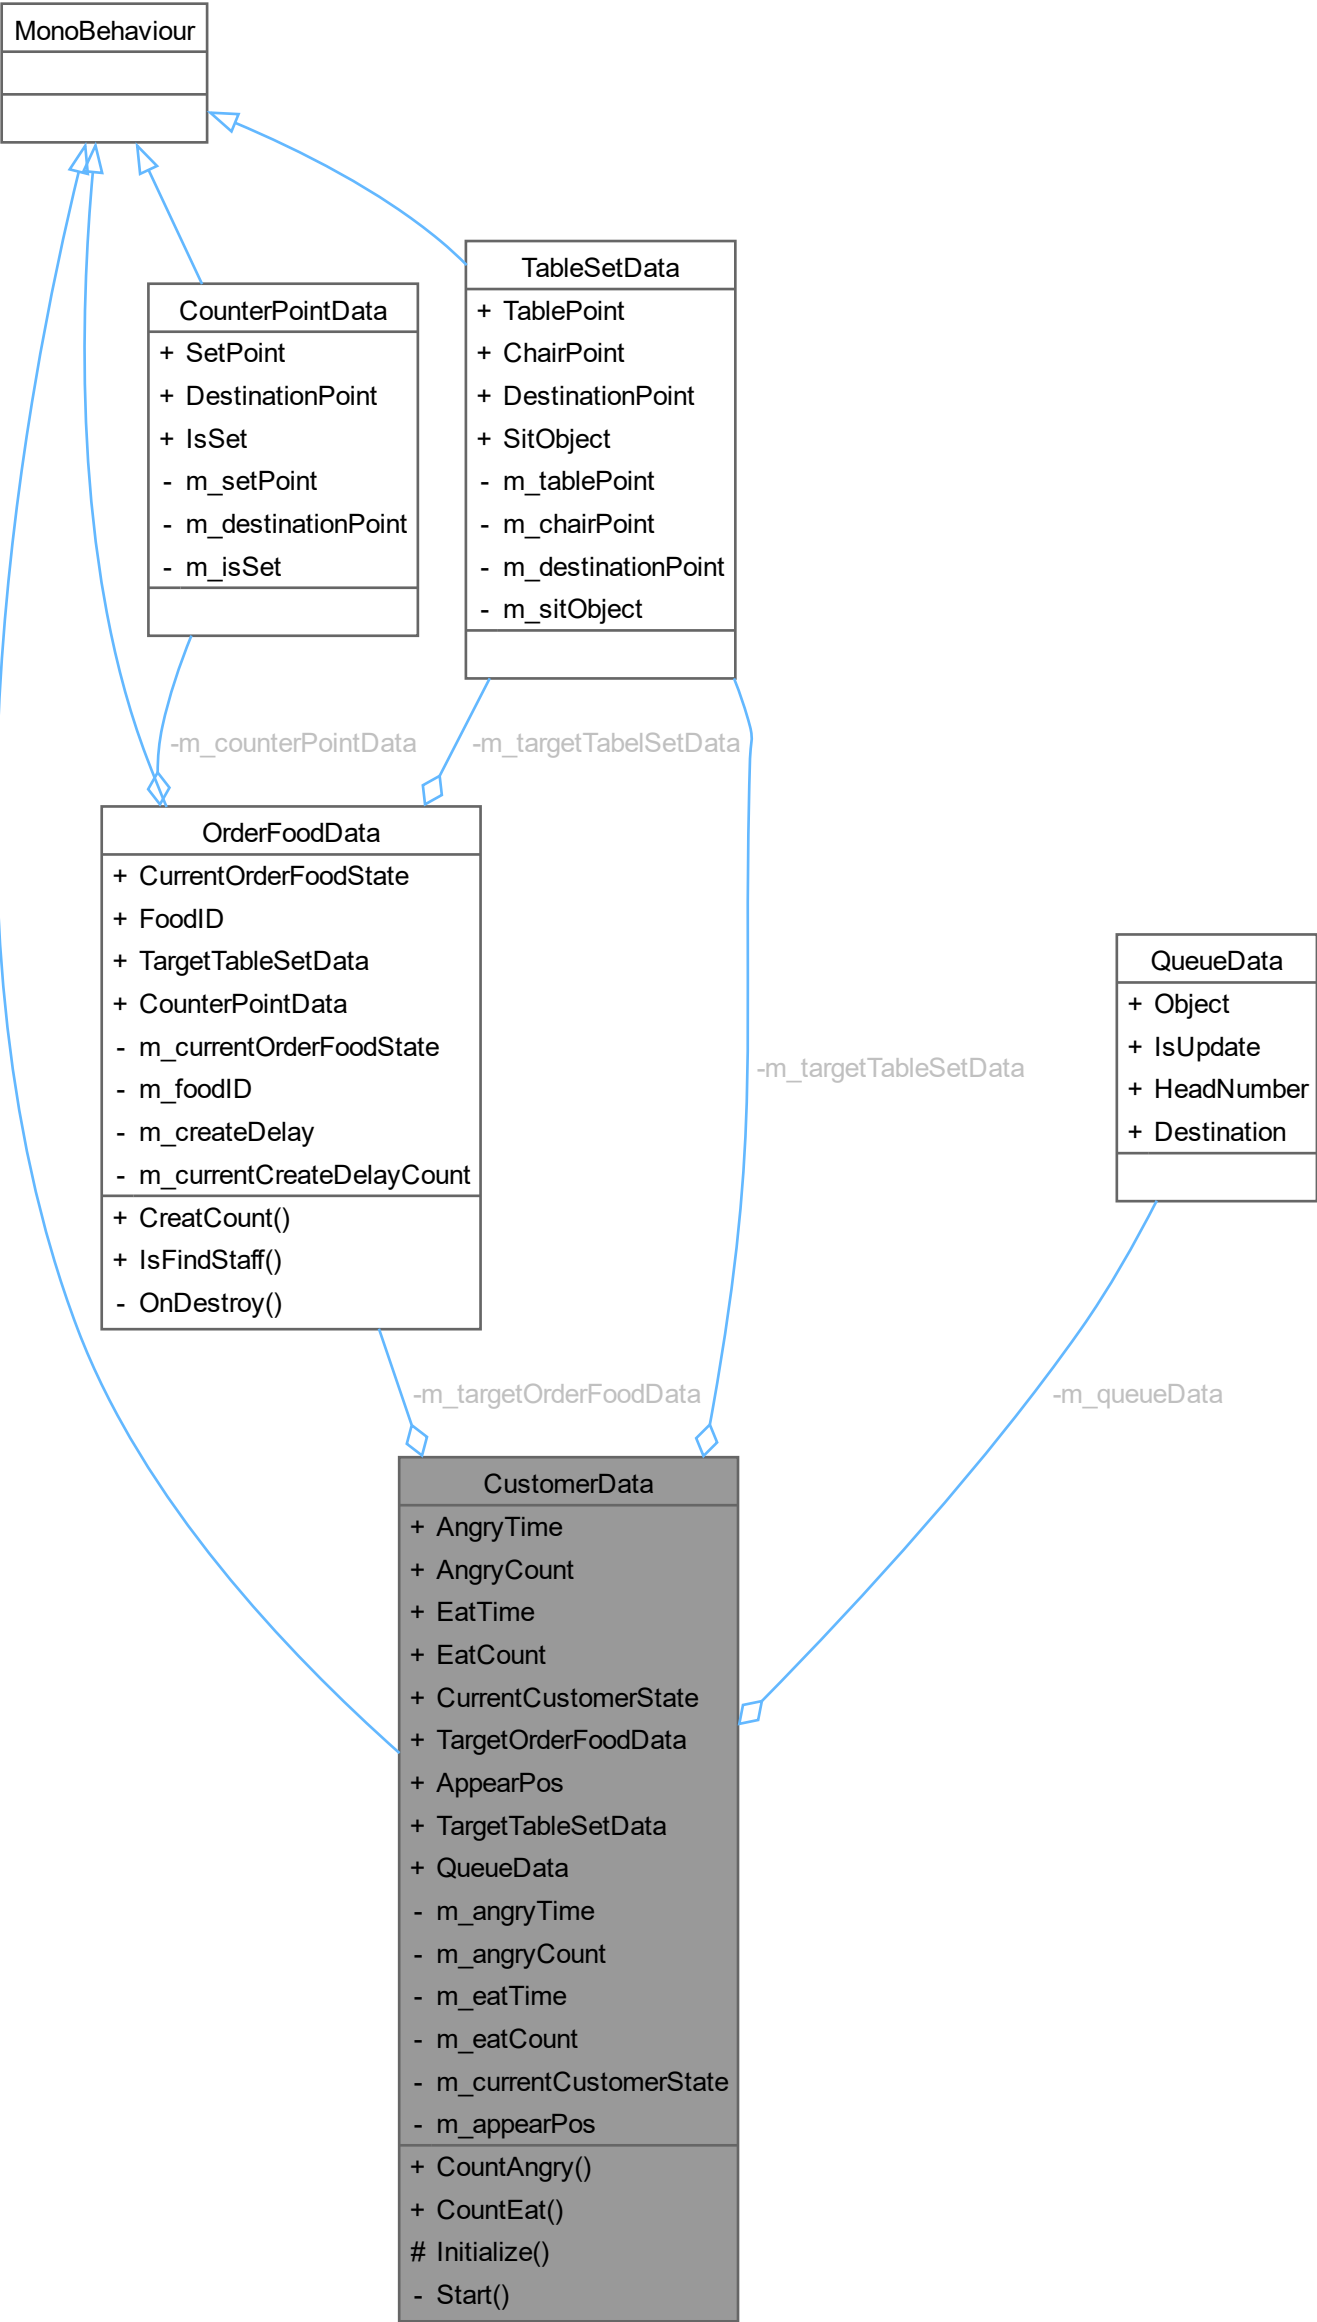 MonoBehaviour
TableSetData
+ TablePoint
+ ChairPoint
+ DestinationPoint
+ SitObject
- m_tablePoint
- m_chairPoint
- m_destinationPoint
- m_sitObject
CounterPointData
+ SetPoint
+ DestinationPoint
+ IsSet
- m_setPoint
- m_destinationPoint
- m_isSet
-m_counterPointData
-m_targetTabelSetData
OrderFoodData
+ CurrentOrderFoodState
+ FoodID
+ TargetTableSetData
+ CounterPointData
- m_currentOrderFoodState
- m_foodID
- m_createDelay
- m_currentCreateDelayCount
+ CreatCount()
+ IsFindStaff()
- OnDestroy()
-m_targetTableSetData
QueueData
+ Object
+ IsUpdate
+ HeadNumber
+ Destination
-m_targetOrderFoodData
-m_queueData
CustomerData
+ AngryTime
+ AngryCount
+ EatTime
+ EatCount
+ CurrentCustomerState
+ TargetOrderFoodData
+ AppearPos
+ TargetTableSetData
+ QueueData
- m_angryTime
- m_angryCount
- m_eatTime
- m_eatCount
- m_currentCustomerState
- m_appearPos
+ CountAngry()
+ CountEat()
# Initialize()
- Start()